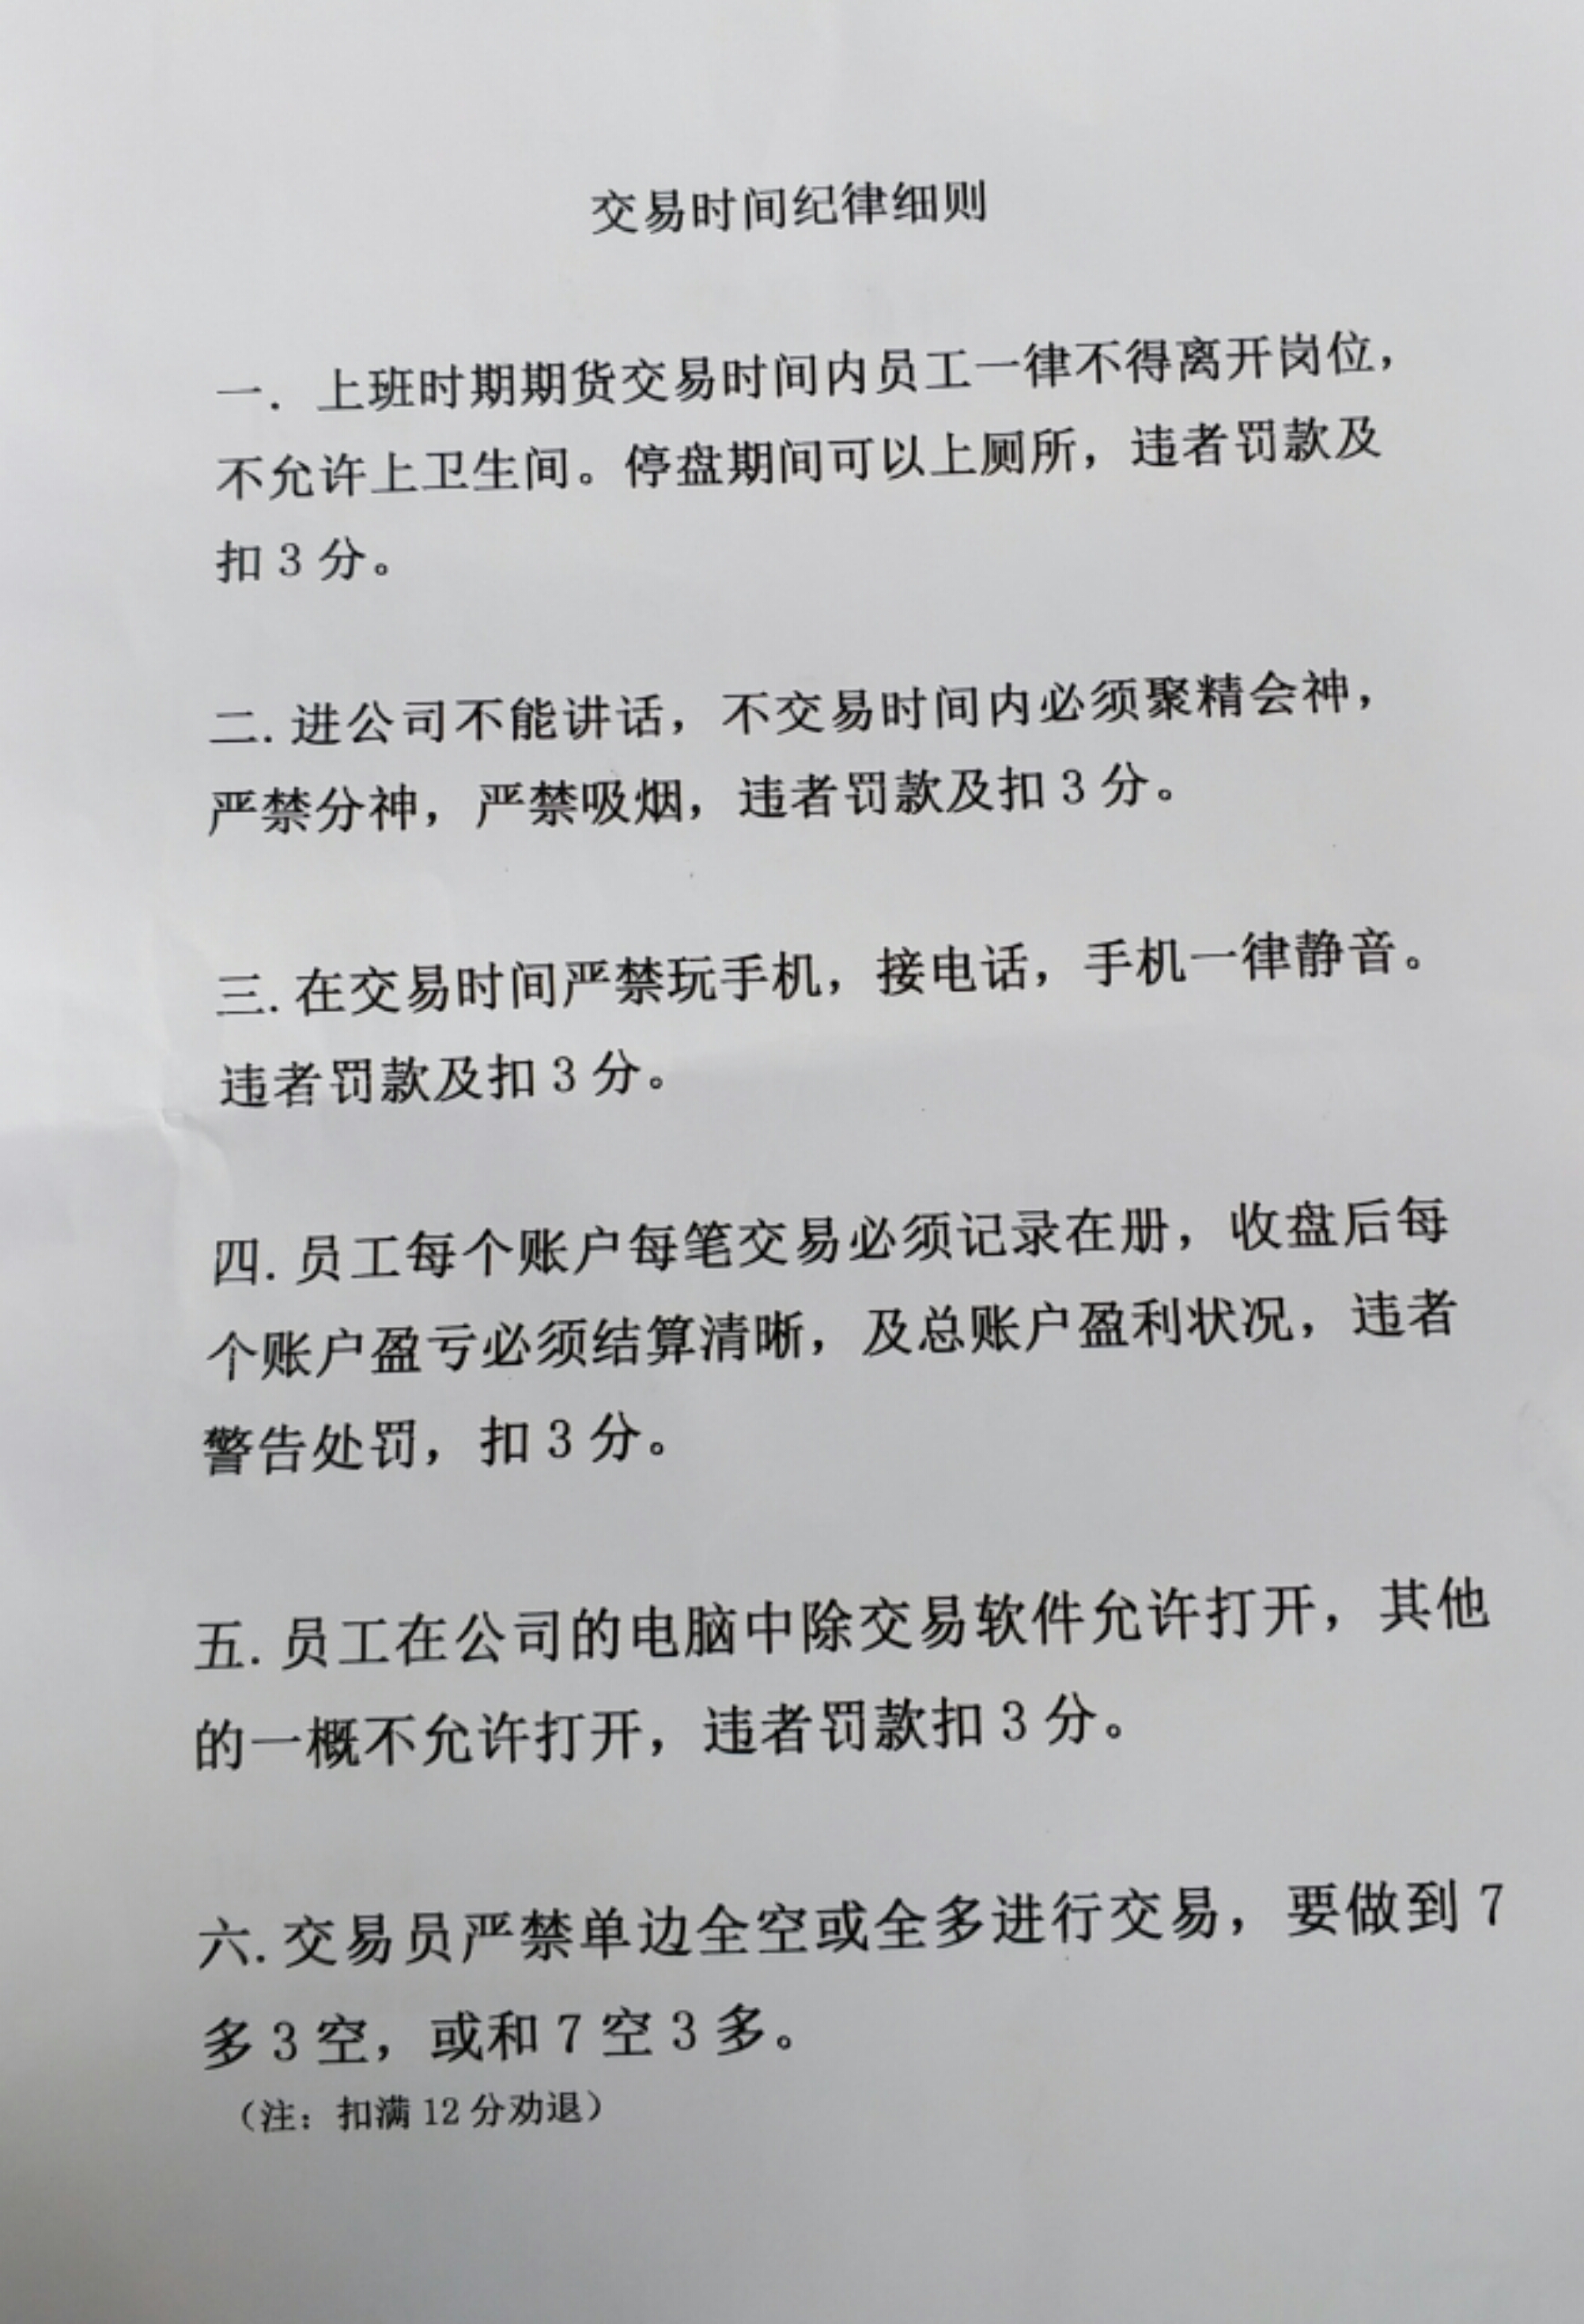 交易时间纪律细则
一．上班时期期货交易时间内员工一律不得离开岗位，
不允许上卫生间。停盘期间可以上厕所，违者罚款及
扣 3 分。
二.进公司不能讲话，不交易时间内必须聚精会神，
严禁分神，严禁吸烟，违者罚款及扣 3 分。
三.在交易时间严禁玩手机，接电话，手机一律静音。
违者罚款及扣 3 分。
四.员工每个账户每笔交易必须记录在册，收盘后每
个账户盈亏必须结算清晰，及总账户盈利状况，违者
警告处罚，扣 3 分。
五.员工在公司的电脑中除交易软件允许打开，其他
的一概不允许打开，违者罚款扣 3 分。
六.交易员严禁单边全空或全多进行交易，要做到 7
多 3 空，或和 7 空 3 多。
（注：扣满 12 分劝退）